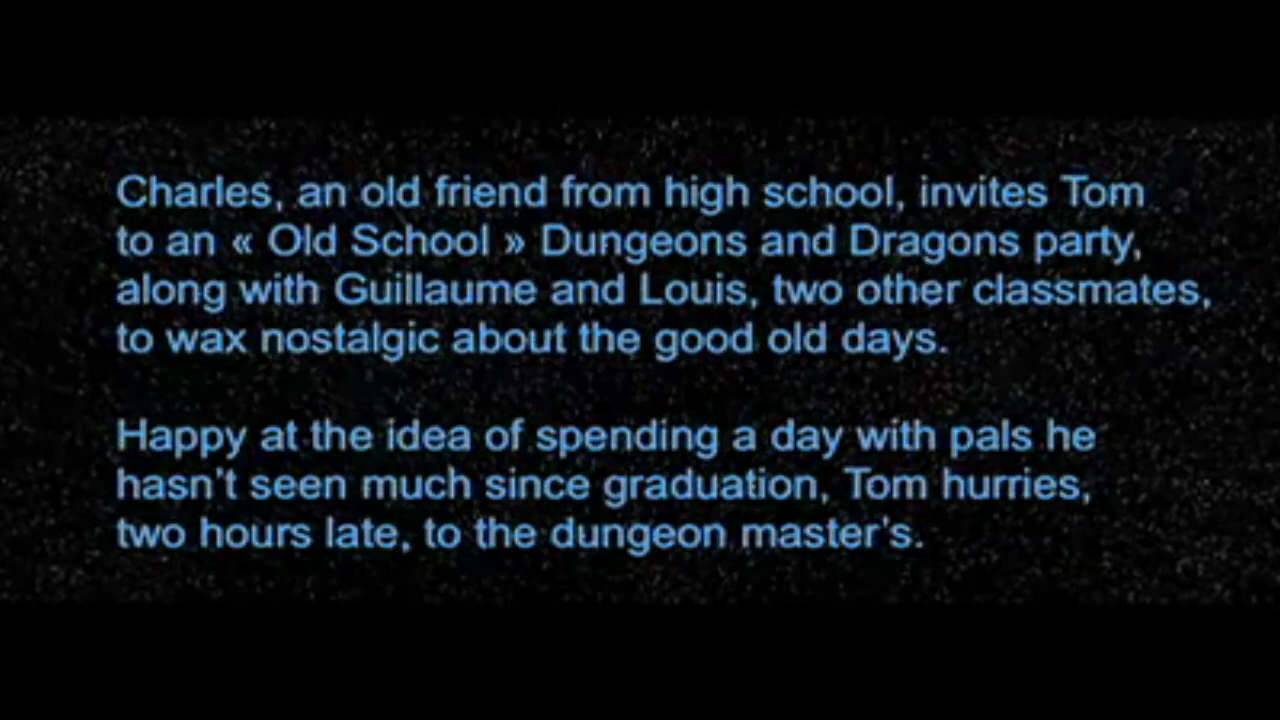 Charles, an old friend from high school, invites Tom
to an « Old School » Dungeons and Dragons party,
along with Guillaume and Louis, two other classmates,
to wax nostalgic about the good old days.
Happy at the idea of spending a day with pals he
hasn't seen much since graduation, Tom hurries,
two hours late, to the dungeon master's.